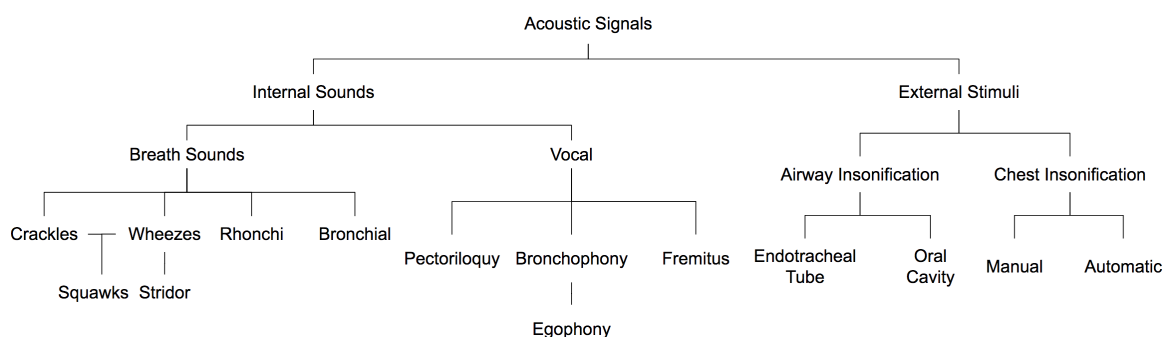 Acoustic Signals
Internal Sounds
External Stimuli
Breath Sounds
Vocal
Airway Insonification
Chest Insonification
Crackles
Wheezes
Rhonchi
Bronchial
Pectoriloquy
Bronchophony
Fremitus
Endotracheal
Tube
Oral
Cavity
Manual
Automatic
Squawks
Stridor
Egophony